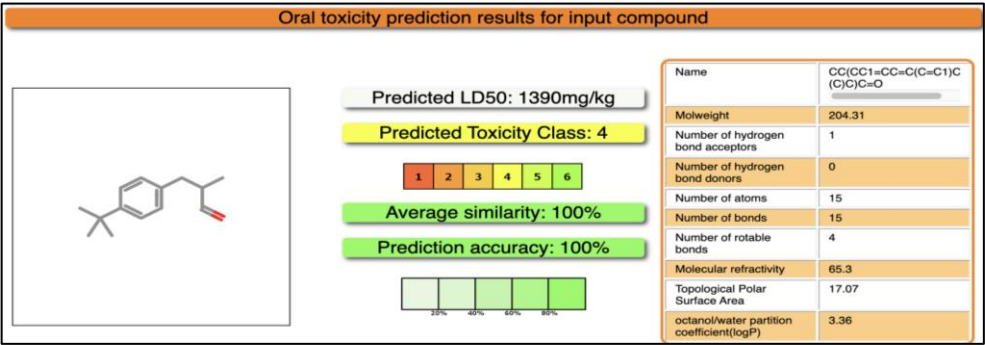 Oral toxicity prediction results for input compound
Predicted LD50: 1390mg/kg
Predicted Toxicity Class: 4
1 2 3 4 5 6
Average similarity: 100%
Prediction accuracy: 100%
20% 40% 60% 80%
Name CC(CC1=CC=C(C=C1)C
(C)C)C=O
Molweight 204.31
Number of hydrogen
bond acceptors 1
Number of hydrogen
bond donors 0
Number of atoms 15
Number of bonds 15
Number of rotable
bonds 4
Molecular refractivity 65.3
Topological Polar
Surface Area 17.07
octanol/water partition
coefficient(logP) 3.36